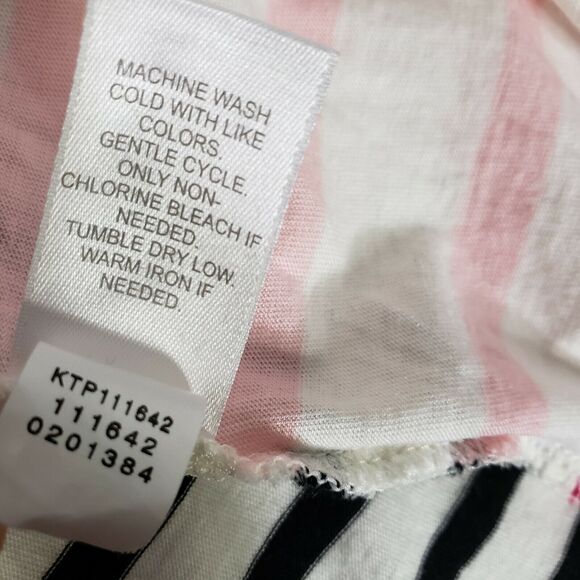 MACHINE WASH
COLD WITH LIKE
COLORS.
GENTLE CYCLE.
ONLY NON-
CHLORINE BLEACH IF
NEEDED.
TUMBLE DRY LOW.
WARM IRON IF
NEEDED.
KTP111642
111642
0201384